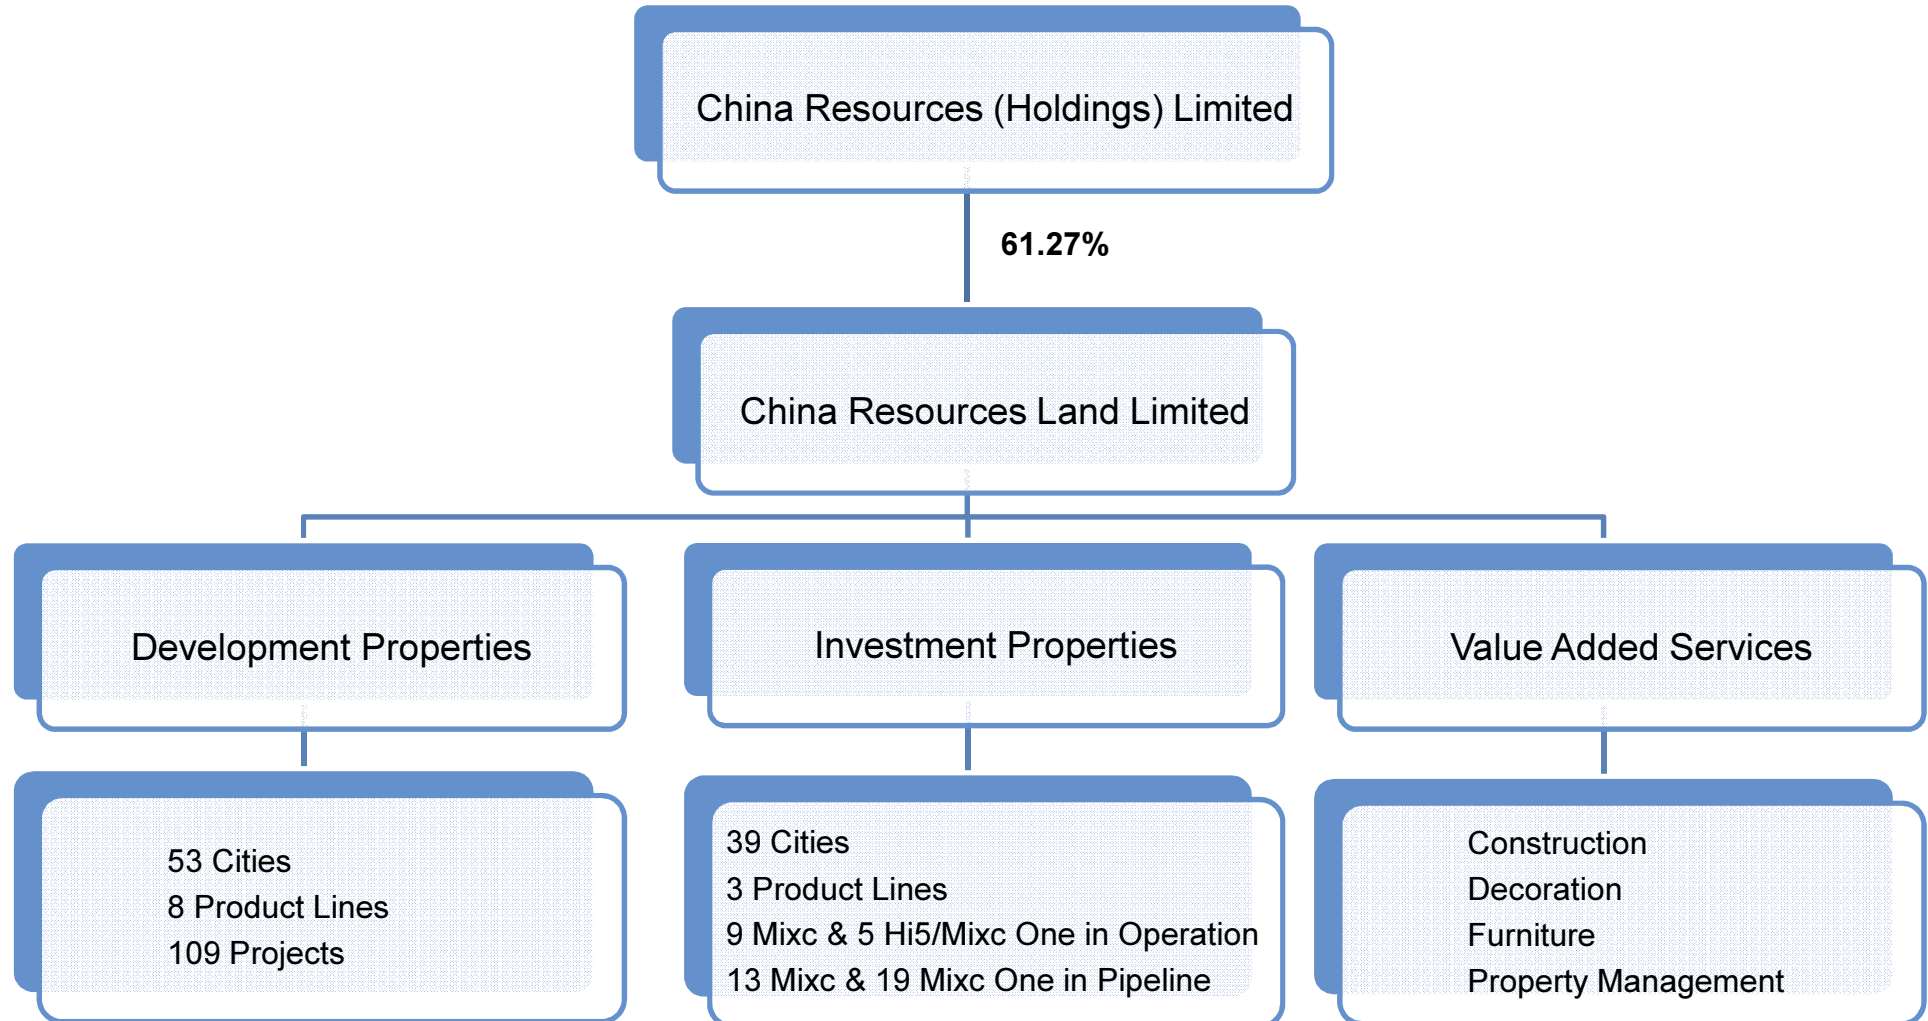 China Resources (Holdings) Limited
61.27%
China Resources Land Limited
Development Properties
Investment Properties
Value Added Services
53 Cities
8 Product Lines
109 Projects
39 Cities
3 Product Lines
9 Mixc & 5 Hi5/Mixc One in Operation
13 Mixc & 19 Mixc One in Pipeline
Construction
Decoration
Furniture
Property Management